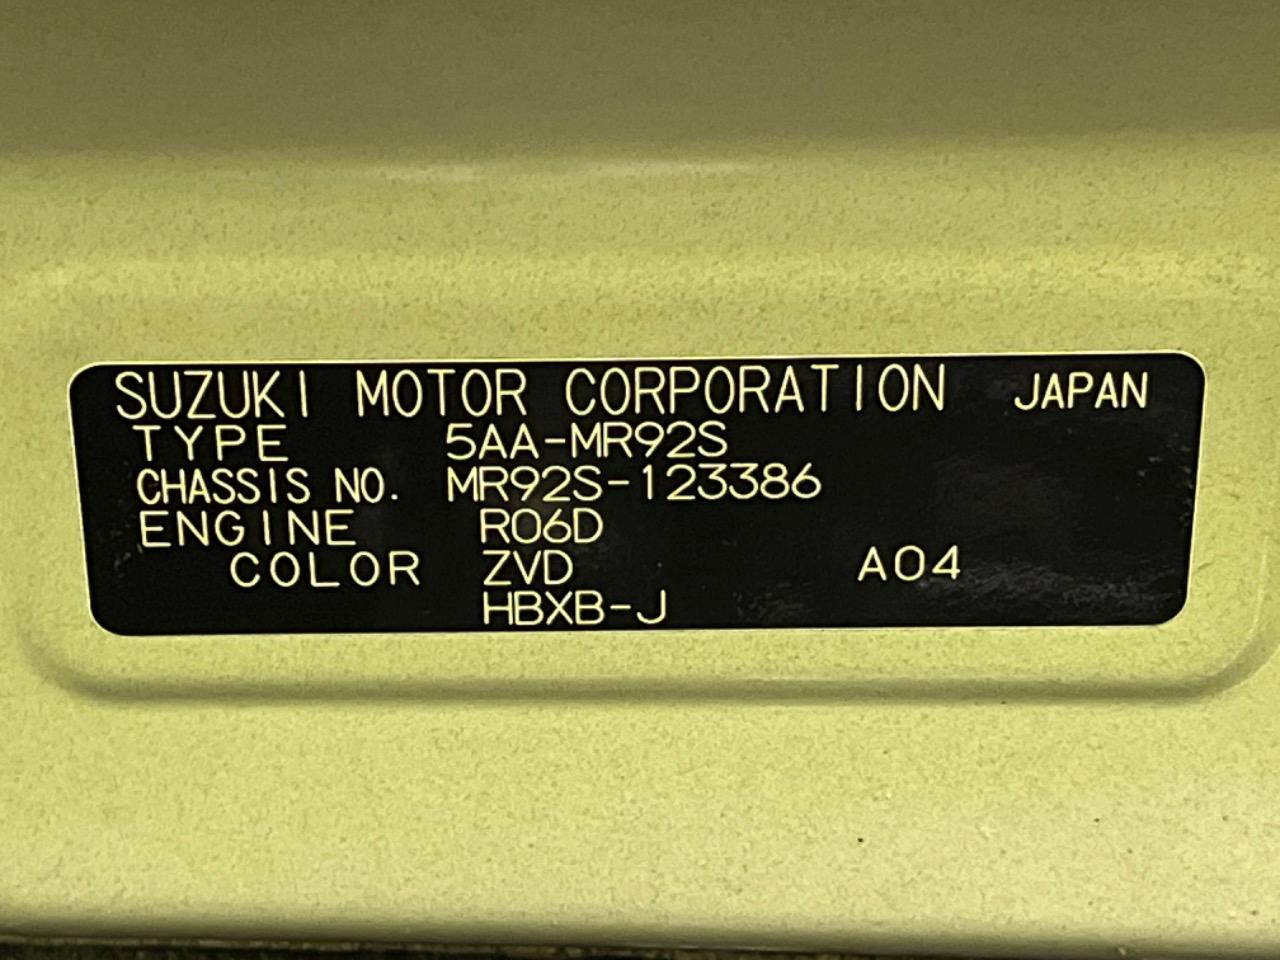 SUZUKI MOTOR CORPORATION JAPAN
TYPE 5AA-MR92S
CHASSIS NO. MR92S-123386
ENGINE R06D
COLOR ZVD A04
HBXB-J